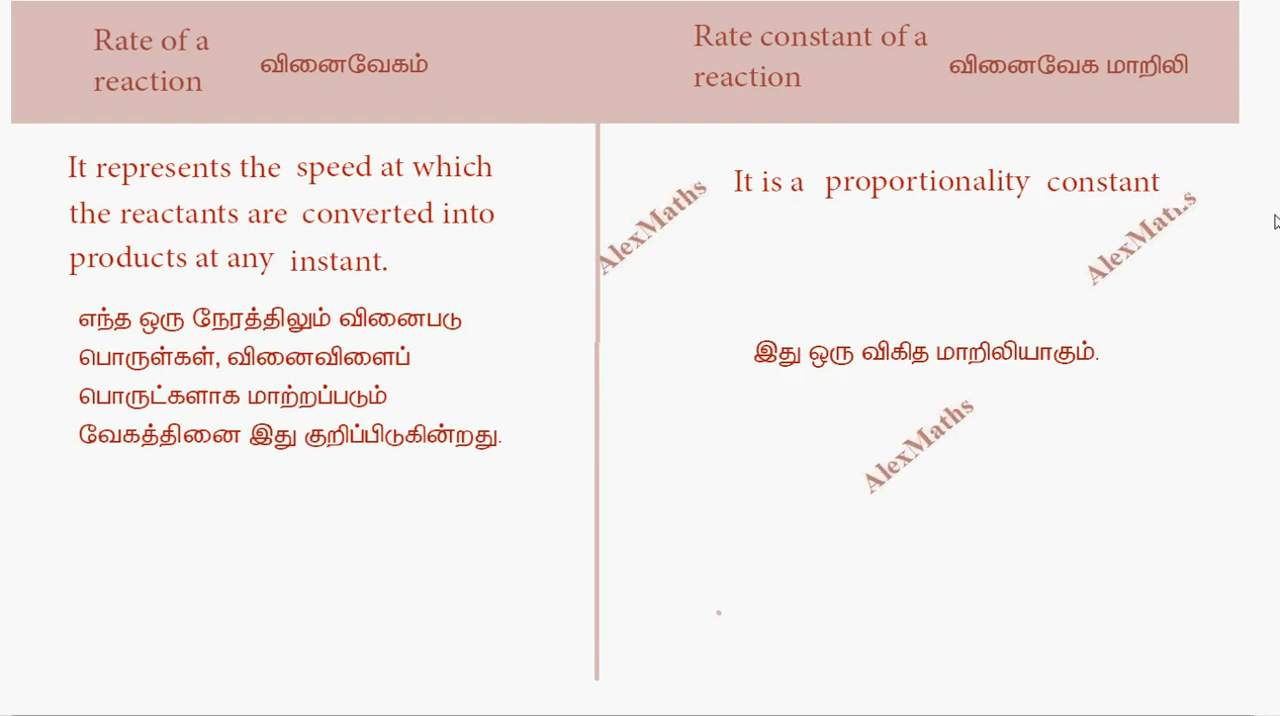 Rate of a
reaction
வினைவேகம்
Rate constant of a
reaction
வினைவேக மாறிலி
It represents the speed at which
the reactants are converted into
products at any instant.
எந்த ஒரு நேரத்திலும் வினைபடு
பொருள்கள், வினைவிளைப்
பொருட்களாக மாற்றப்படும்
வேகத்தினை இது குறிப்பிடுகின்றது.
It is a proportionality constant
AlexMaths
AlexMaths
இது ஒரு விகித மாறிலியாகும்.
AlexMaths